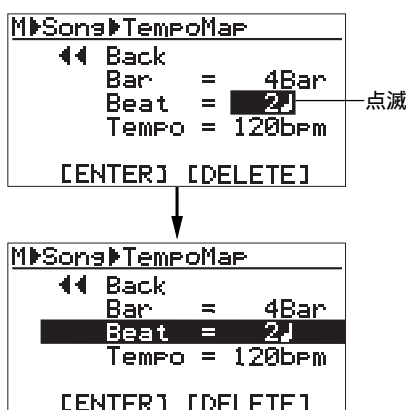 M▶Song▶TempoMap
◀◀ Back
Bar = 4Bar
Beat = 2♩
点滅
Tempo = 120bpm
[ENTER] [DELETE]
M▶Song▶TempoMap
◀◀ Back
Bar = 4Bar
Beat = 2♩
Tempo = 120bpm
[ENTER] [DELETE]